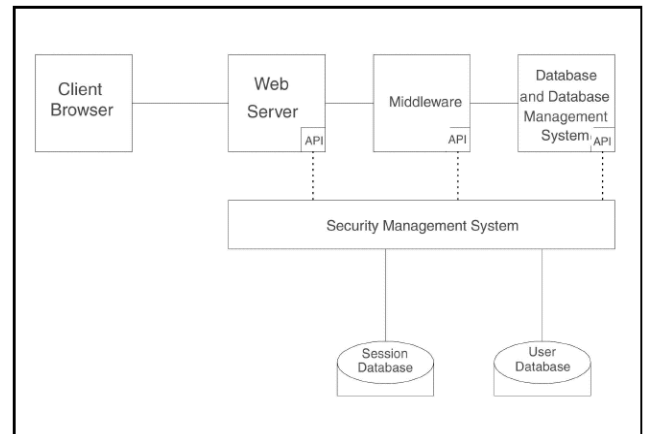 Client
Browser
Web
Server
API
Middleware
API
Database
and Database
Management
System
API
Security Management System
Session
Database
User
Database